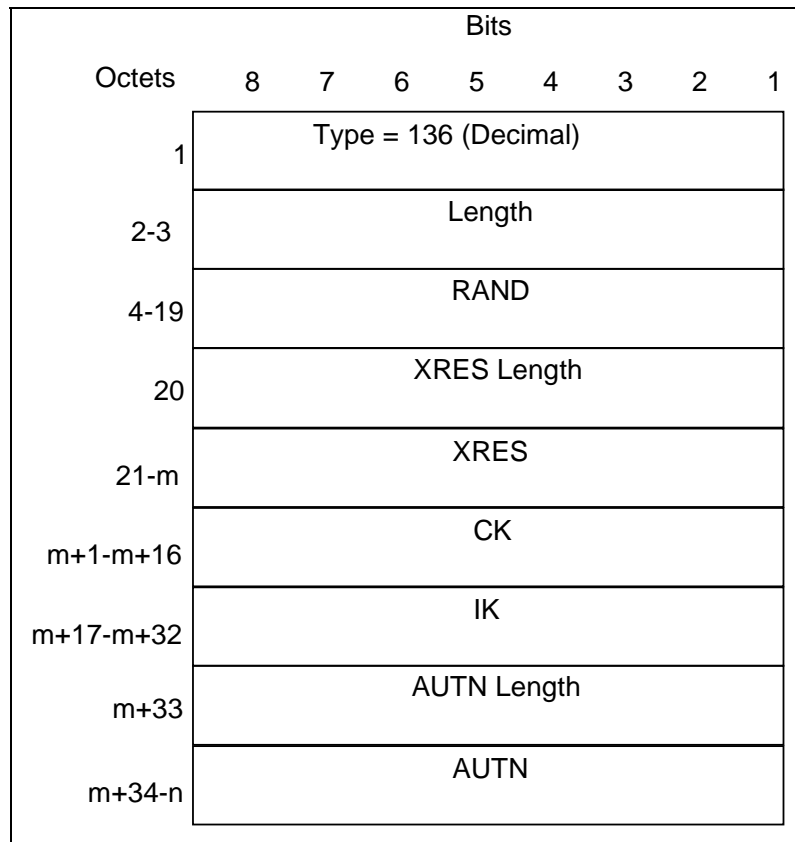 Bits
Octets 8 7 6 5 4 3 2 1
1 Type = 136 (Decimal)
2-3 Length
4-19 RAND
20 XRES Length
21-m XRES
m+1-m+16 CK
m+17-m+32 IK
m+33 AUTN Length
m+34-n AUTN